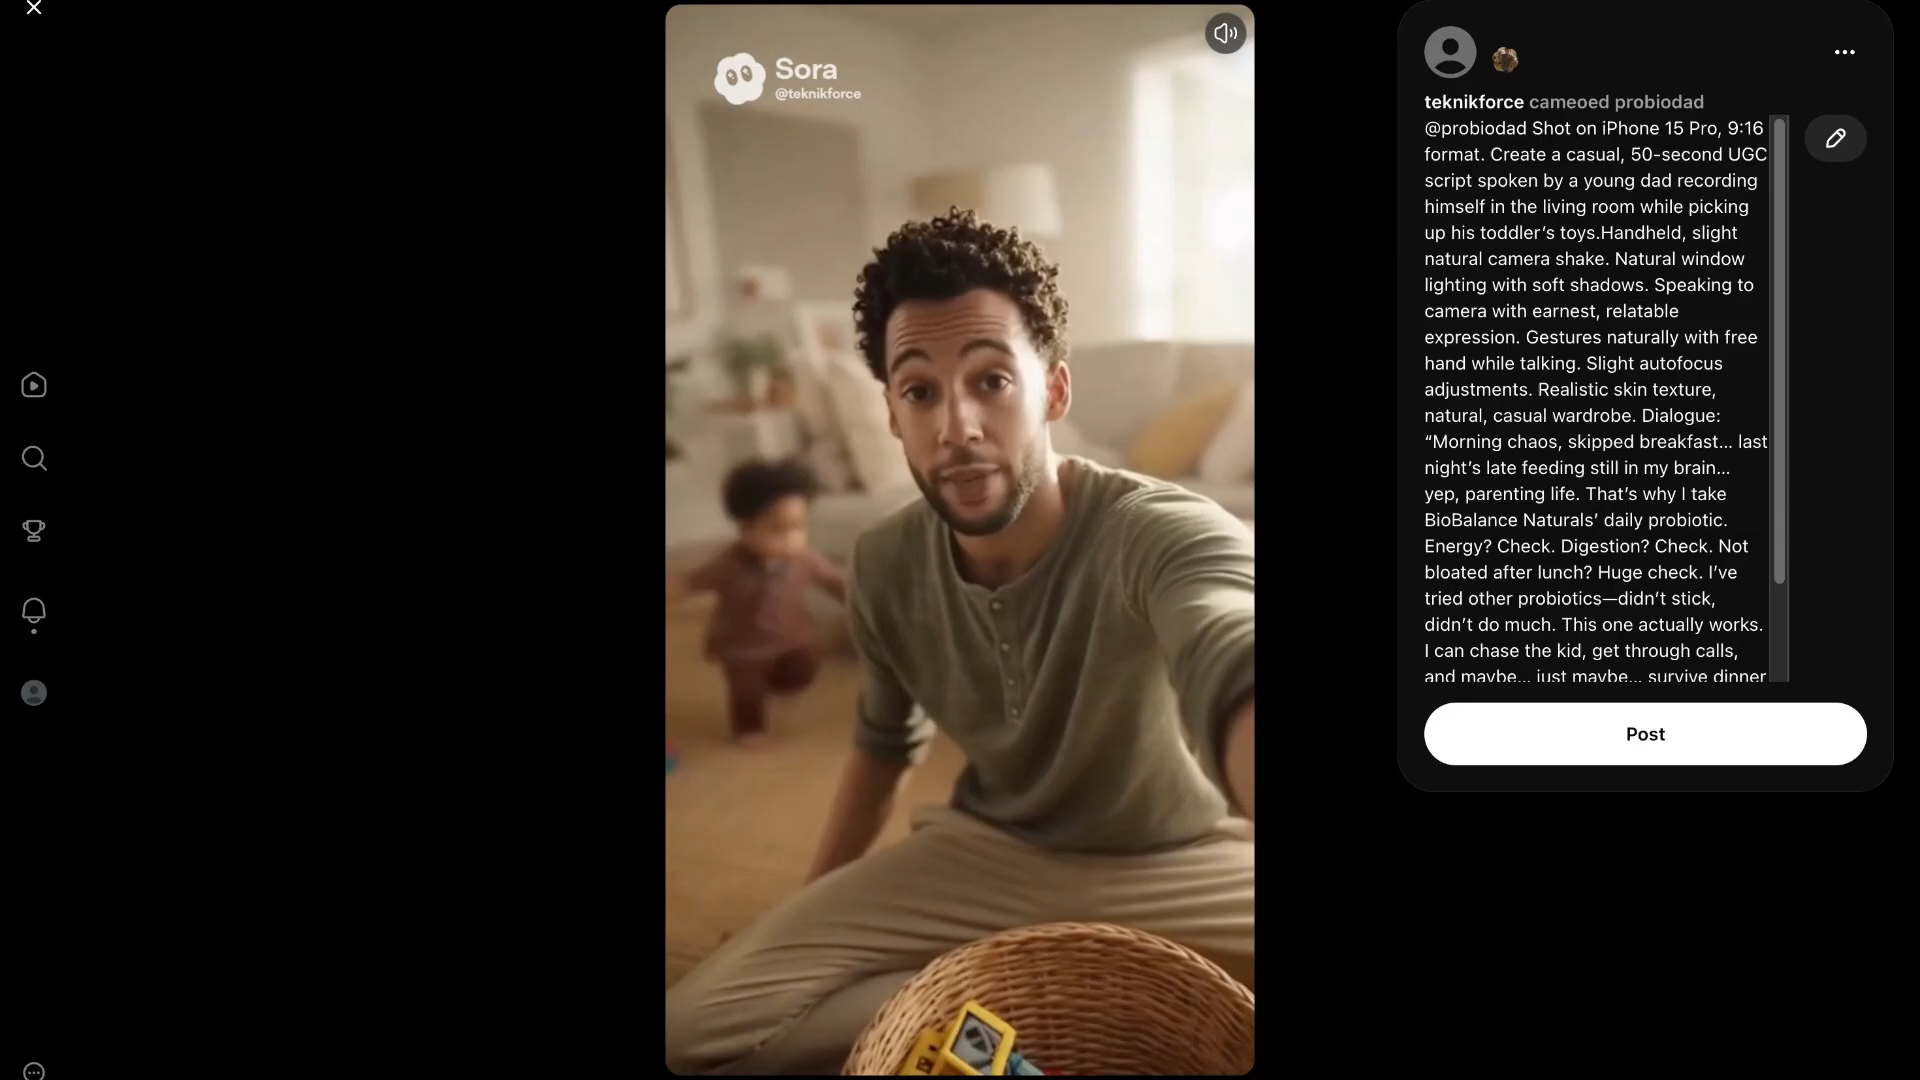 Sora
@teknikforce
teknikforce cameoed probiodad
@probiodad Shot on iPhone 15 Pro, 9:16
format. Create a casual, 50-second UGC
script spoken by a young dad recording
himself in the living room while picking
up his toddler's toys.Handheld, slight
natural camera shake. Natural window
lighting with soft shadows. Speaking to
camera with earnest, relatable
expression. Gestures naturally with free
hand while talking. Slight autofocus
adjustments. Realistic skin texture,
natural, casual wardrobe. Dialogue:
“Morning chaos, skipped breakfast… last
night’s late feeding still in my brain…
yep, parenting life. That’s why I take
BioBalance Naturals’ daily probiotic.
Energy? Check. Digestion? Check. Not
bloated after lunch? Huge check. I’ve
tried other probiotics—didn’t stick,
didn’t do much. This one actually works.
I can chase the kid, get through calls,
and maybe… just maybe… survive dinner
Post